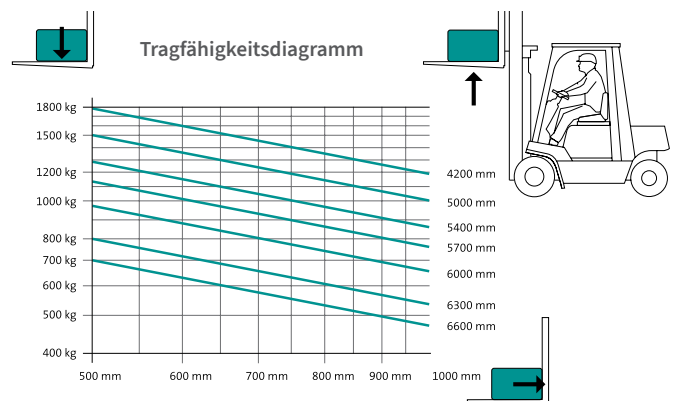 Tragfähigkeitsdiagramm
1800 kg
1500 kg
1200 kg
1000 kg
800 kg
700 kg
600 kg
500 kg
400 kg
4200 mm
5000 mm
5400 mm
5700 mm
6000 mm
6300 mm
6600 mm
500 mm 600 mm 700 mm 800 mm 900 mm 1000 mm